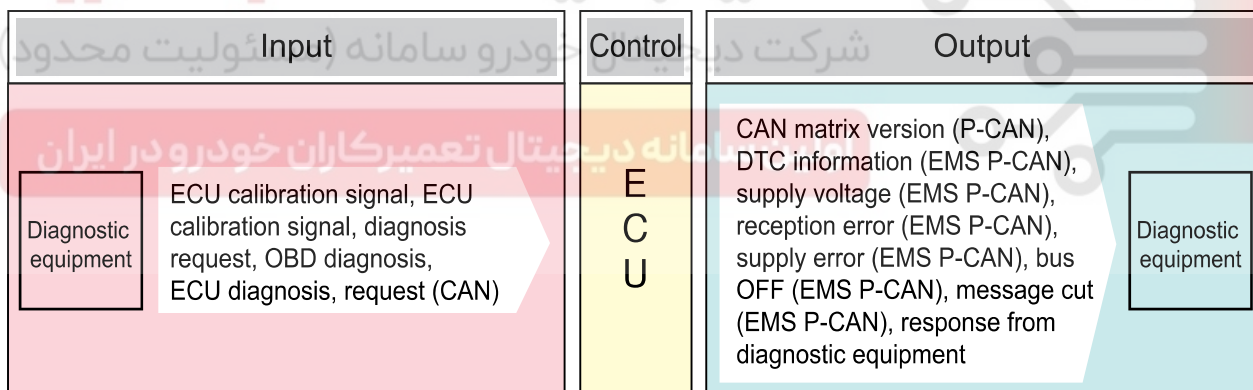 Input
Control
Output
شرکت دیجیتال خودرو سامانه (مسئولیت محدود)
اولین سامانه دیجیتال تعمیرکاران خودرو در ایران
Diagnostic
equipment
ECU calibration signal, ECU
calibration signal, diagnosis
request, OBD diagnosis,
ECU diagnosis, request (CAN)
E
C
U
CAN matrix version (P-CAN),
DTC information (EMS P-CAN),
supply voltage (EMS P-CAN),
reception error (EMS P-CAN),
supply error (EMS P-CAN), bus
OFF (EMS P-CAN), message cut
(EMS P-CAN), response from
diagnostic equipment
Diagnostic
equipment